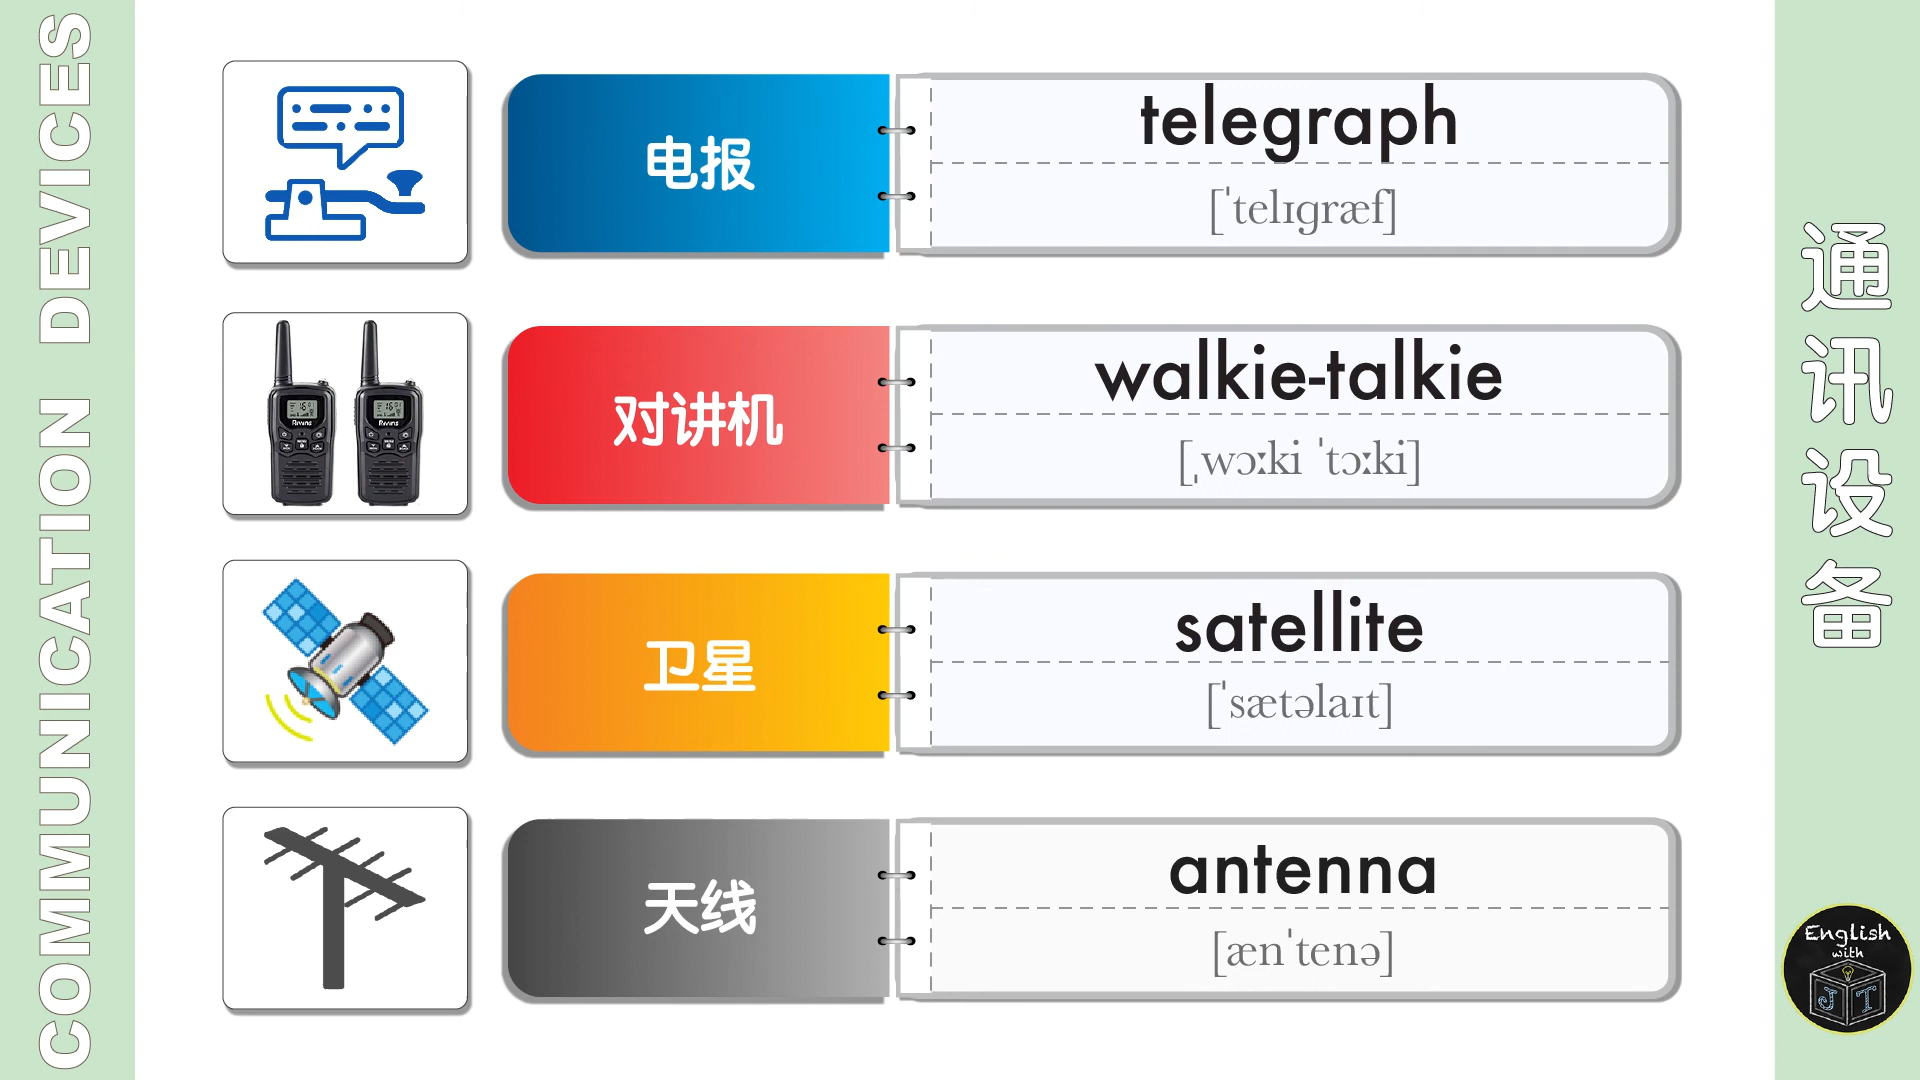 COMMUNICATION DEVICES
电报
telegraph
[ˈtelɪɡræf]
对讲机
walkie-talkie
[ˌwɔːki ˈtɔːki]
卫星
satellite
[ˈsætəlaɪt]
天线
antenna
[ænˈtenə]
通讯设备
English
with
J T